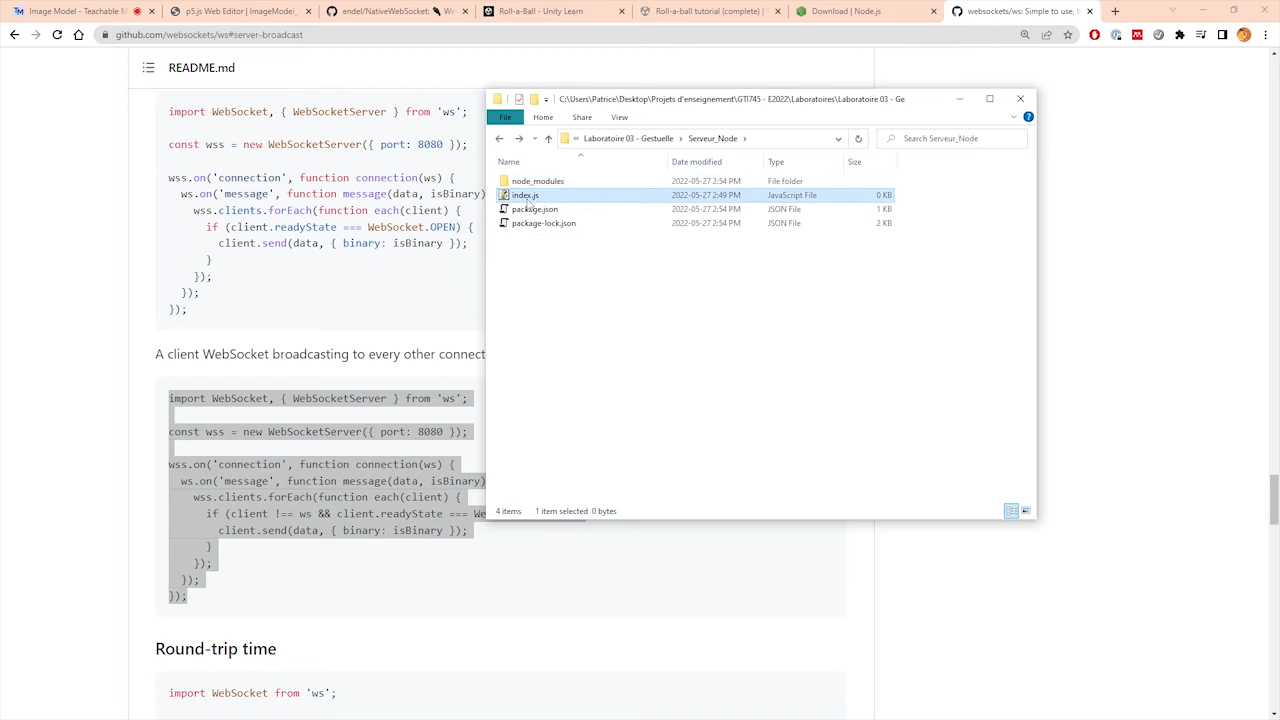 Image Model - Teachable M
p5.js Web Editor | ImageModel_
endel/NativeWebSocket:
We
Roll-a-Ball - Unity Learn
Roll-a-ball tutorial (complete) |
Download | Node.js
websockets/ws: Simple to use, b
github.com/websockets/ws#server-broadcast
README.md
import WebSocket, { WebSocketServer } from 'ws';
const wss = new WebSocketServer({ port: 8080 });
wss.on('connection', function connection(ws) {
ws.on('message', function message(data, isBinary)
wss.clients.forEach(function each(client) {
if (client.readyState === WebSocket.OPEN) {
client.send(data, { binary: isBinary });
}
});
});
});
A client WebSocket broadcasting to every other connect
import WebSocket, { WebSocketServer } from 'ws';
const wss = new WebSocketServer({ port: 8080 });
wss.on('connection', function connection(ws) {
ws.on('message', function message(data, isBinary)
wss.clients.forEach(function each(client) {
if (client !== ws && client.readyState === We
client.send(data, { binary: isBinary });
}
});
});
});
Round-trip time
import WebSocket from 'ws';
C:\Users\Patrice\Desktop\Projets d'enseignement\GTI745 - E2022\Laboratoires\Laboratoire 03 - Ge
File Home Share View
« Laboratoire 03 - Gestuelle › Serveur_Node ›
Search Serveur_Node
Name Date modified Type Size
node_modules 2022-05-27 2:54 PM File folder
index.js 2022-05-27 2:49 PM JavaScript File 0 KB
package.json 2022-05-27 2:54 PM JSON File 1 KB
package-lock.json 2022-05-27 2:54 PM JSON File 2 KB
4 items 1 item selected 0 bytes